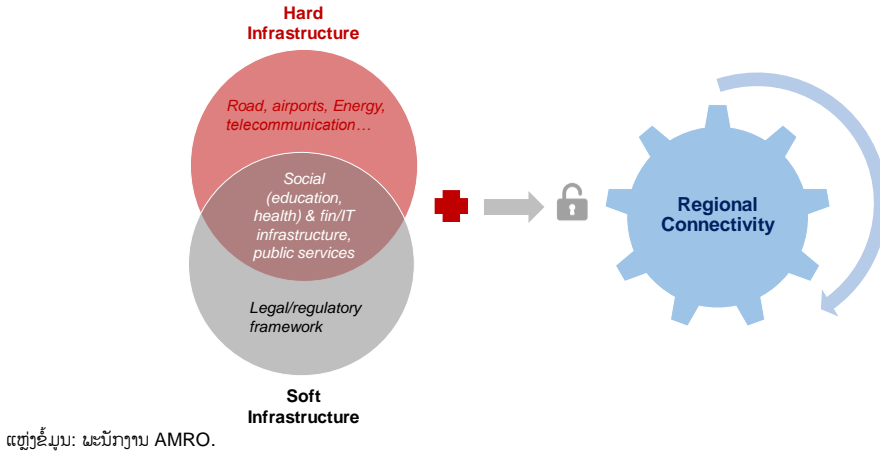 Hard
Infrastructure
Road, airports, Energy,
telecommunication…
Social
(education,
health) & fin/IT
infrastructure,
public services
Regional
Connectivity
Legal/regulatory
framework
Soft
Infrastructure
ແຫຼ່ງຂໍ້ມູນ: ພະນັກງານ AMRO.